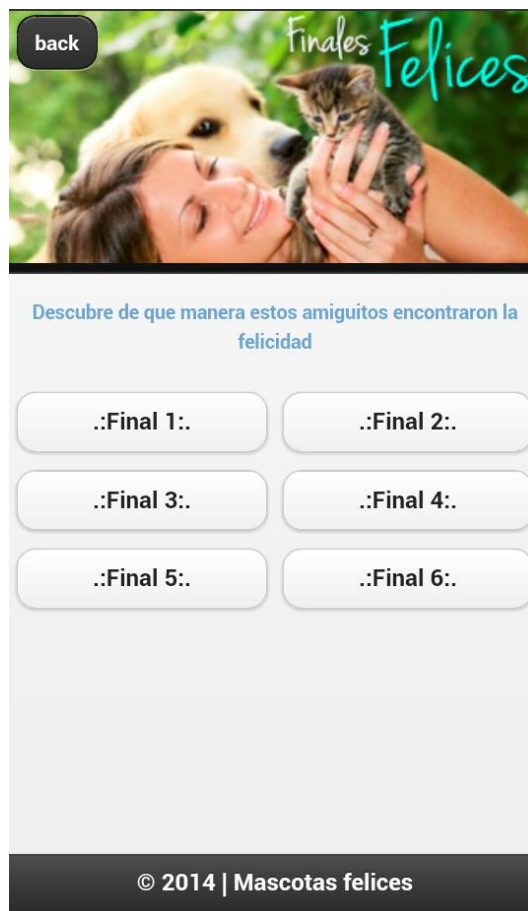 back
Finales Felices
Descubre de que manera estos amiguitos encontraron la
felicidad
.:Final 1:.
.:Final 2:.
.:Final 3:.
.:Final 4:.
.:Final 5:.
.:Final 6:.
© 2014 | Mascotas felices